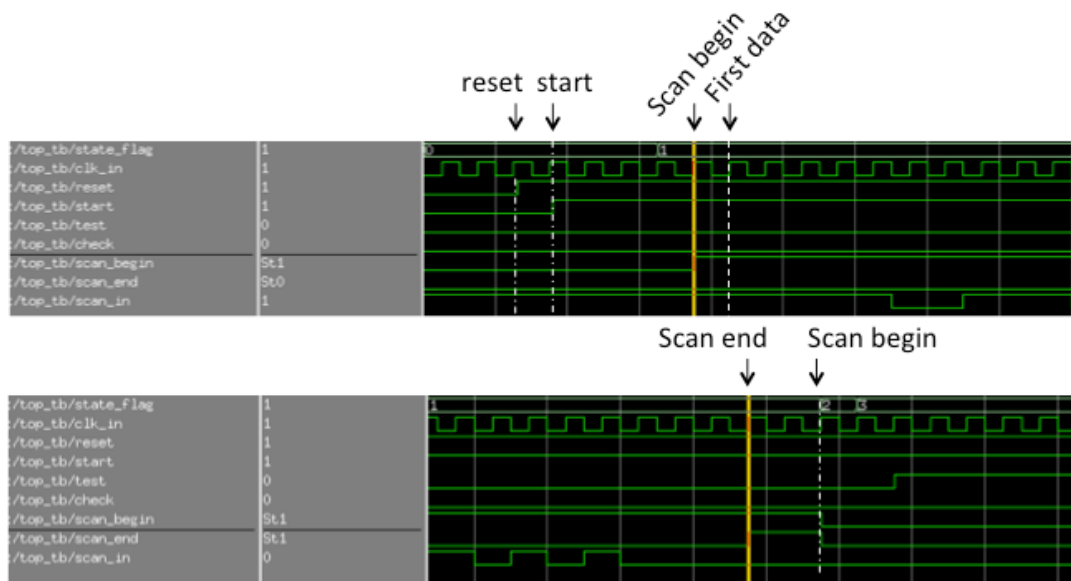 Scan begin
First data
reset start
:/top_tb/state_flag 1 0 1
:/top_tb/clk_in 1
:/top_tb/reset 1
:/top_tb/start 1
:/top_tb/test 0
:/top_tb/check 0
:/top_tb/scan_begin St1
:/top_tb/scan_end St0
:/top_tb/scan_in 1
Scan end Scan begin
:/top_tb/state_flag 1 1 2 3
:/top_tb/clk_in 1
:/top_tb/reset 1
:/top_tb/start 1
:/top_tb/test 0
:/top_tb/check 0
:/top_tb/scan_begin St1
:/top_tb/scan_end St1
:/top_tb/scan_in 0